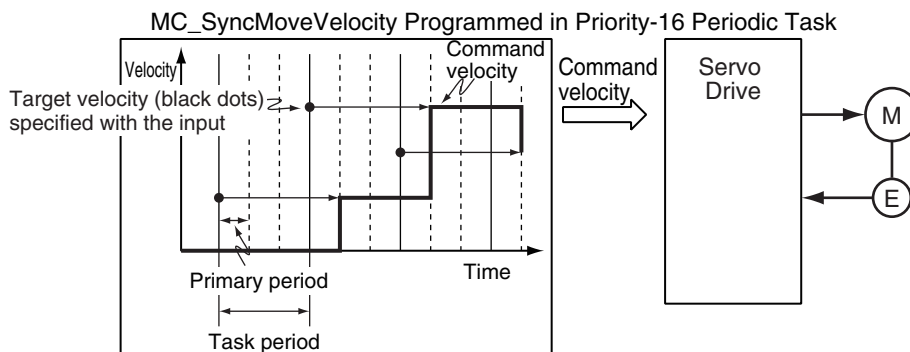 MC_SyncMoveVelocity Programmed in Priority-16 Periodic Task
Velocity
Command
velocity
Target velocity (black dots)
specified with the input
Primary period
Time
Task period
Command
velocity
Servo
Drive
M
E